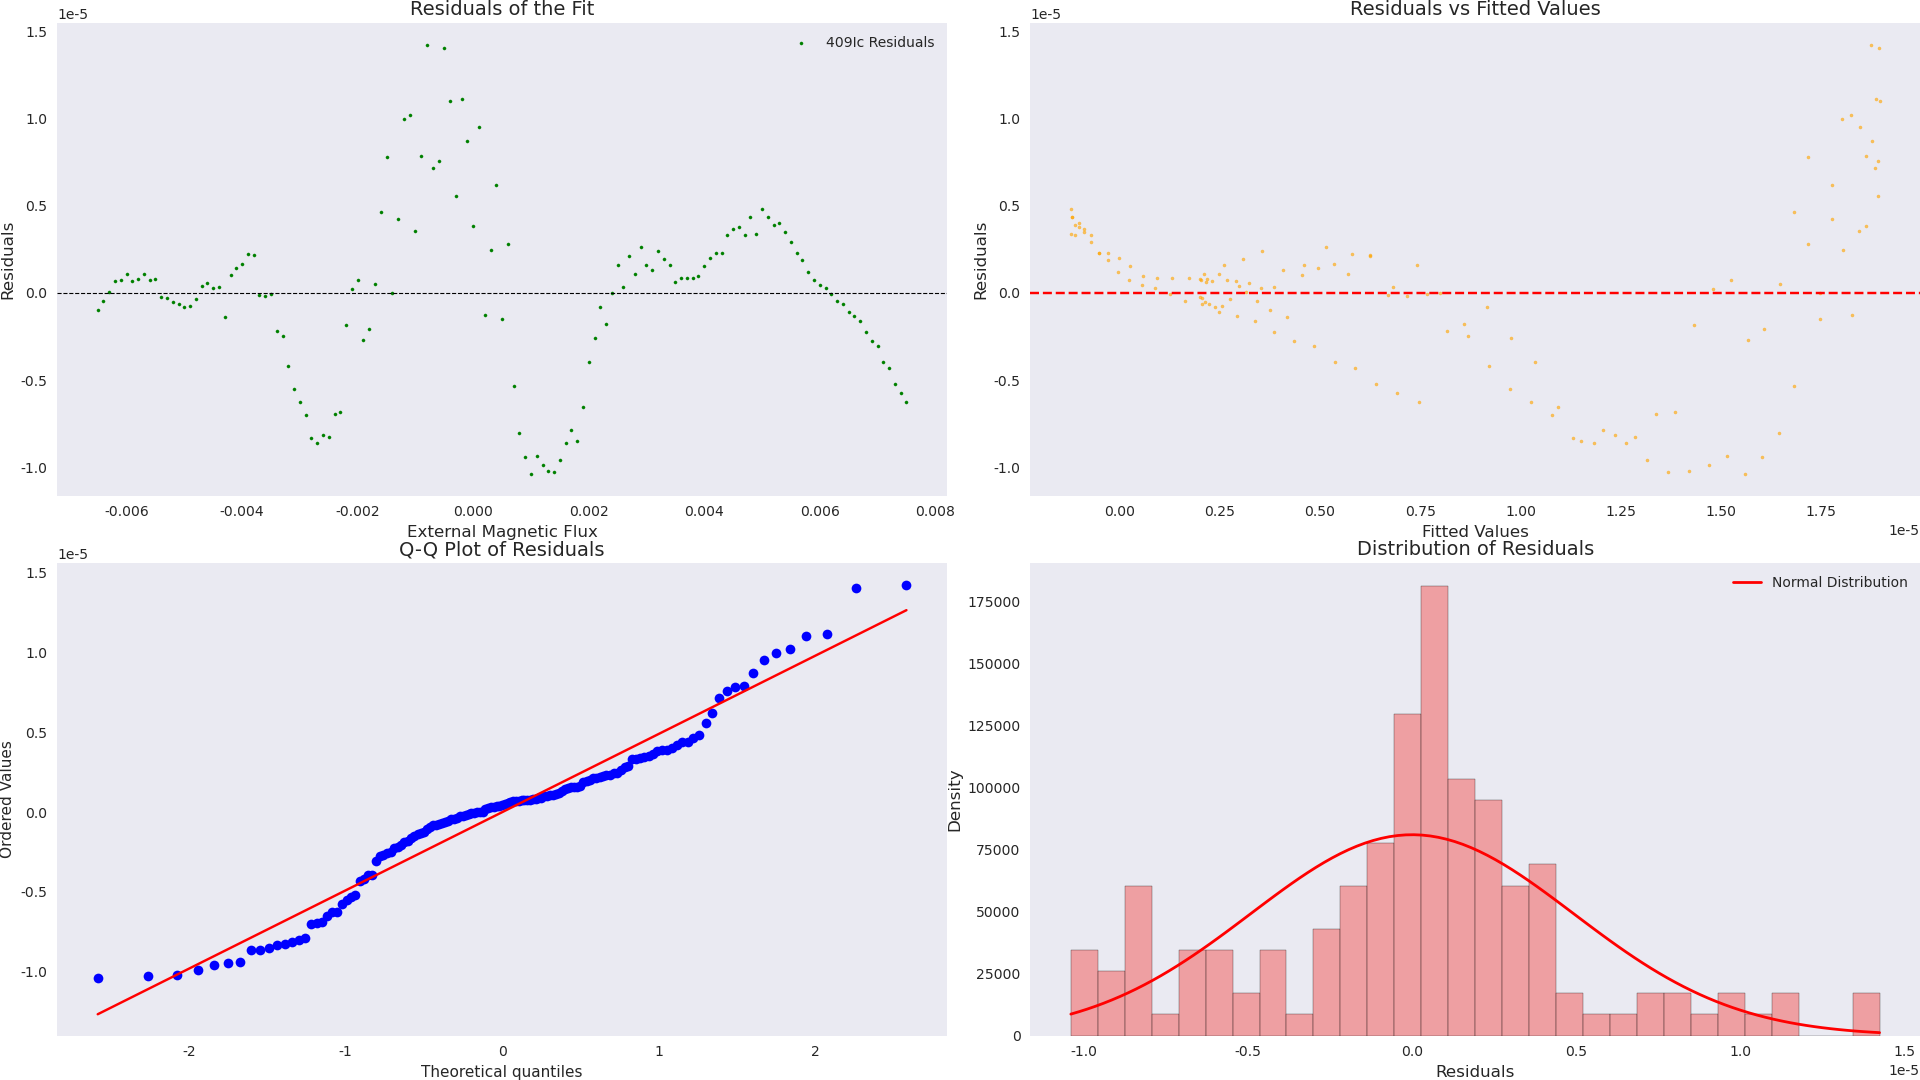 Residuals of the Fit
1e-5
409Ic Residuals
1.5
1.0
0.5
0.0
-0.5
-1.0
Residuals
-0.006 -0.004 -0.002 0.000 0.002 0.004 0.006 0.008
External Magnetic Flux
Residuals vs Fitted Values
1e-5
1.5
1.0
0.5
0.0
-0.5
-1.0
Residuals
0.00 0.25 0.50 0.75 1.00 1.25 1.50 1.75
1e-5
Fitted Values
Q-Q Plot of Residuals
1e-5
1.5
1.0
0.5
0.0
-0.5
-1.0
Ordered Values
-2 -1 0 1 2
Theoretical quantiles
Distribution of Residuals
Normal Distribution
175000
150000
125000
100000
75000
50000
25000
0
Density
-1.0 -0.5 0.0 0.5 1.0 1.5
1e-5
Residuals